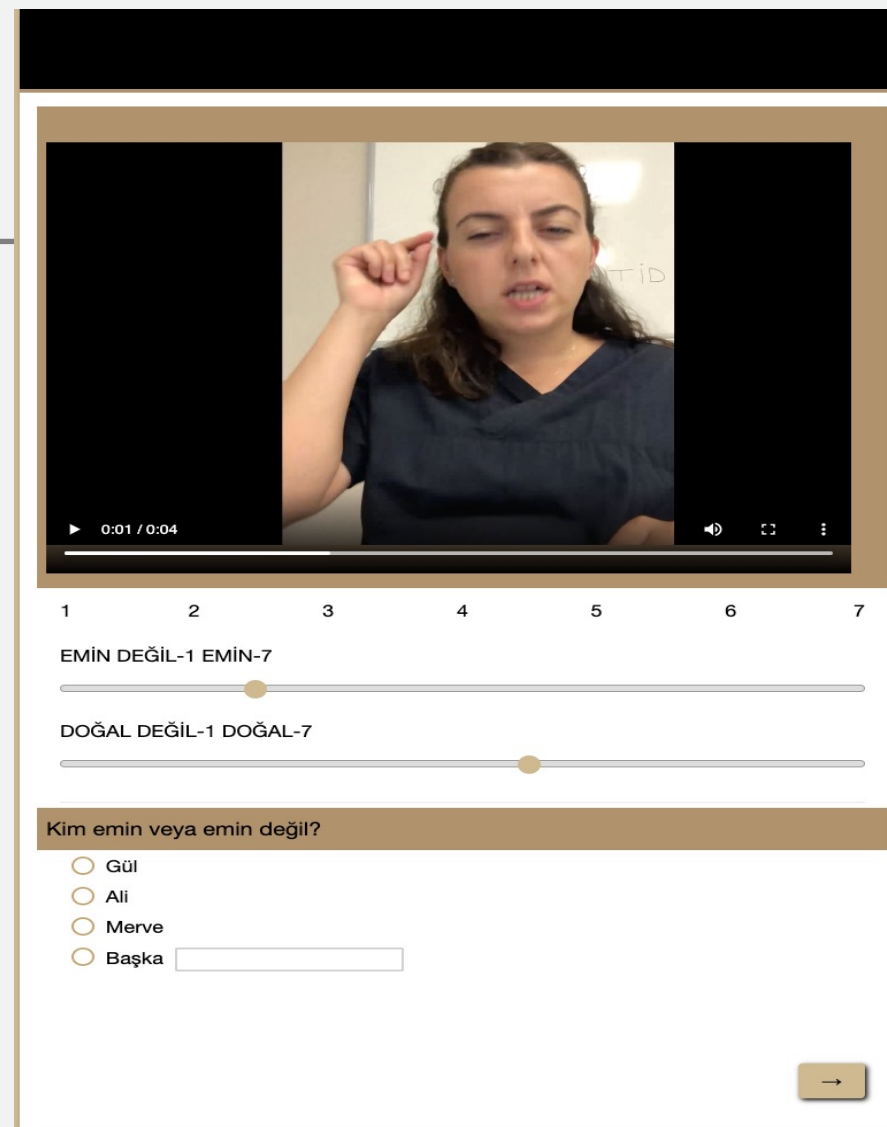 TİD
0:01 / 0:04
1 2 3 4 5 6 7
EMİN DEĞİL-1 EMİN-7
DOĞAL DEĞİL-1 DOĞAL-7
Kim emin veya emin değil?
Gül
Ali
Merve
Başka
→